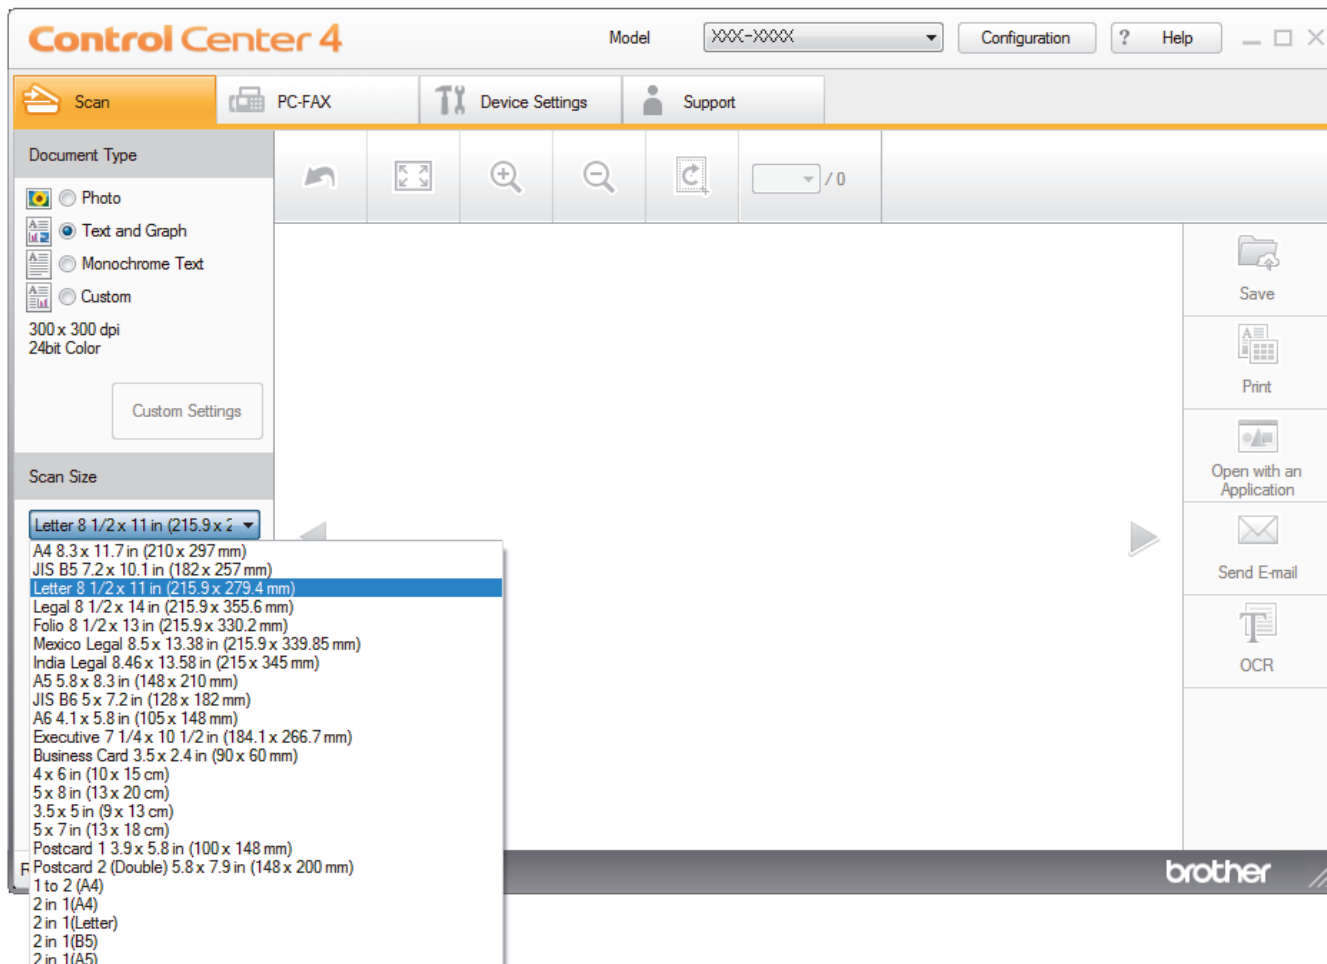 Control Center 4
Model
XXX-XXXX
Configuration
? Help
Scan
PC-FAX
Device Settings
Support
Document Type
Photo
Text and Graph
Monochrome Text
Custom
300 x 300 dpi
24bit Color
Custom Settings
/ 0
Scan Size
Letter 8 1/2 x 11 in (215.9 x 2
A4 8.3 x 11.7 in (210 x 297 mm)
JIS B5 7.2 x 10.1 in (182 x 257 mm)
Letter 8 1/2 x 11 in (215.9 x 279.4 mm)
Legal 8 1/2 x 14 in (215.9 x 355.6 mm)
Folio 8 1/2 x 13 in (215.9 x 330.2 mm)
Mexico Legal 8.5 x 13.38 in (215.9 x 339.85 mm)
India Legal 8.46 x 13.58 in (215 x 345 mm)
A5 5.8 x 8.3 in (148 x 210 mm)
JIS B6 5 x 7.2 in (128 x 182 mm)
A6 4.1 x 5.8 in (105 x 148 mm)
Executive 7 1/4 x 10 1/2 in (184.1 x 266.7 mm)
Business Card 3.5 x 2.4 in (90 x 60 mm)
4 x 6 in (10 x 15 cm)
5 x 8 in (13 x 20 cm)
3.5 x 5 in (9 x 13 cm)
5 x 7 in (13 x 18 cm)
Postcard 1 3.9 x 5.8 in (100 x 148 mm)
Postcard 2 (Double) 5.8 x 7.9 in (148 x 200 mm)
1 to 2 (A4)
2 in 1(A4)
2 in 1(Letter)
2 in 1(B5)
2 in 1(A5)
Save
Print
Open with an
Application
Send E-mail
OCR
brother